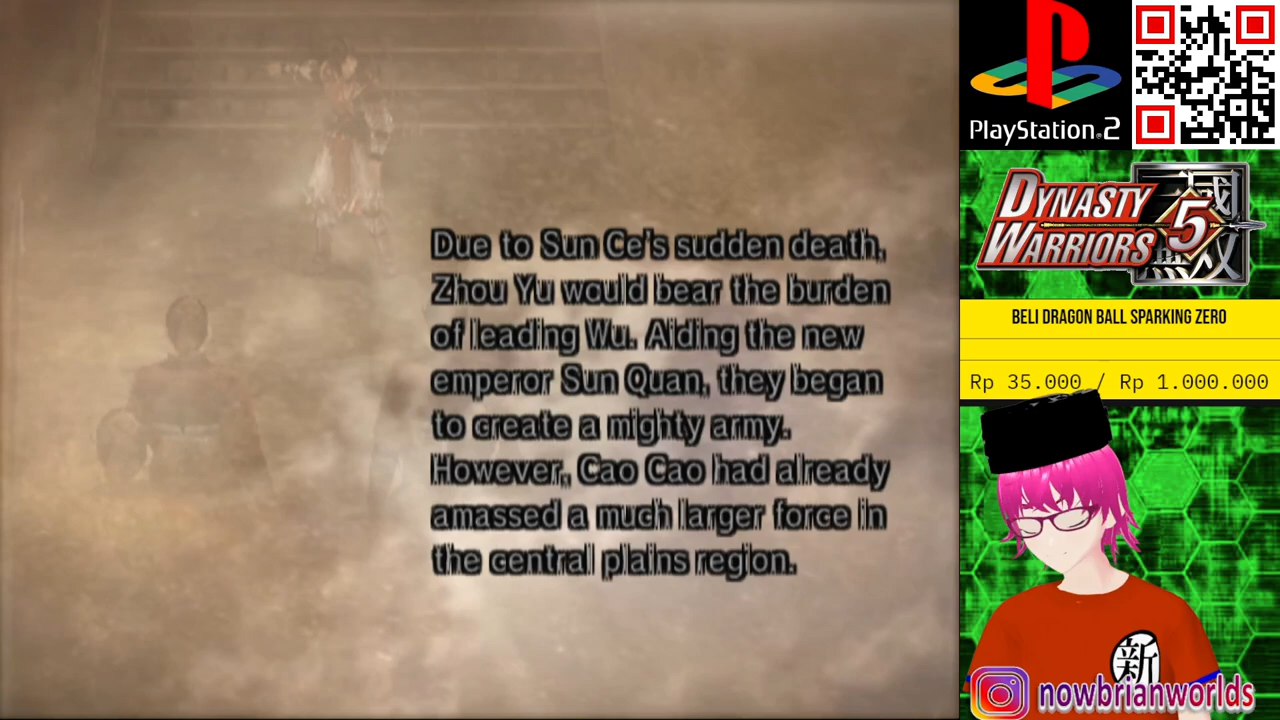 Due to Sun Ce's sudden death,
Zhou Yu would bear the burden
of leading Wu. Aiding the new
emperor Sun Quan, they began
to create a mighty army.
However, Cao Cao had already
amassed a much larger force in
the central plains region.
PlayStation®2
DYNASTY
WARRIORS 5
BELI DRAGON BALL SPARKING ZERO
Rp 35.000 / Rp 1.000.000
新
nowbrianworlds